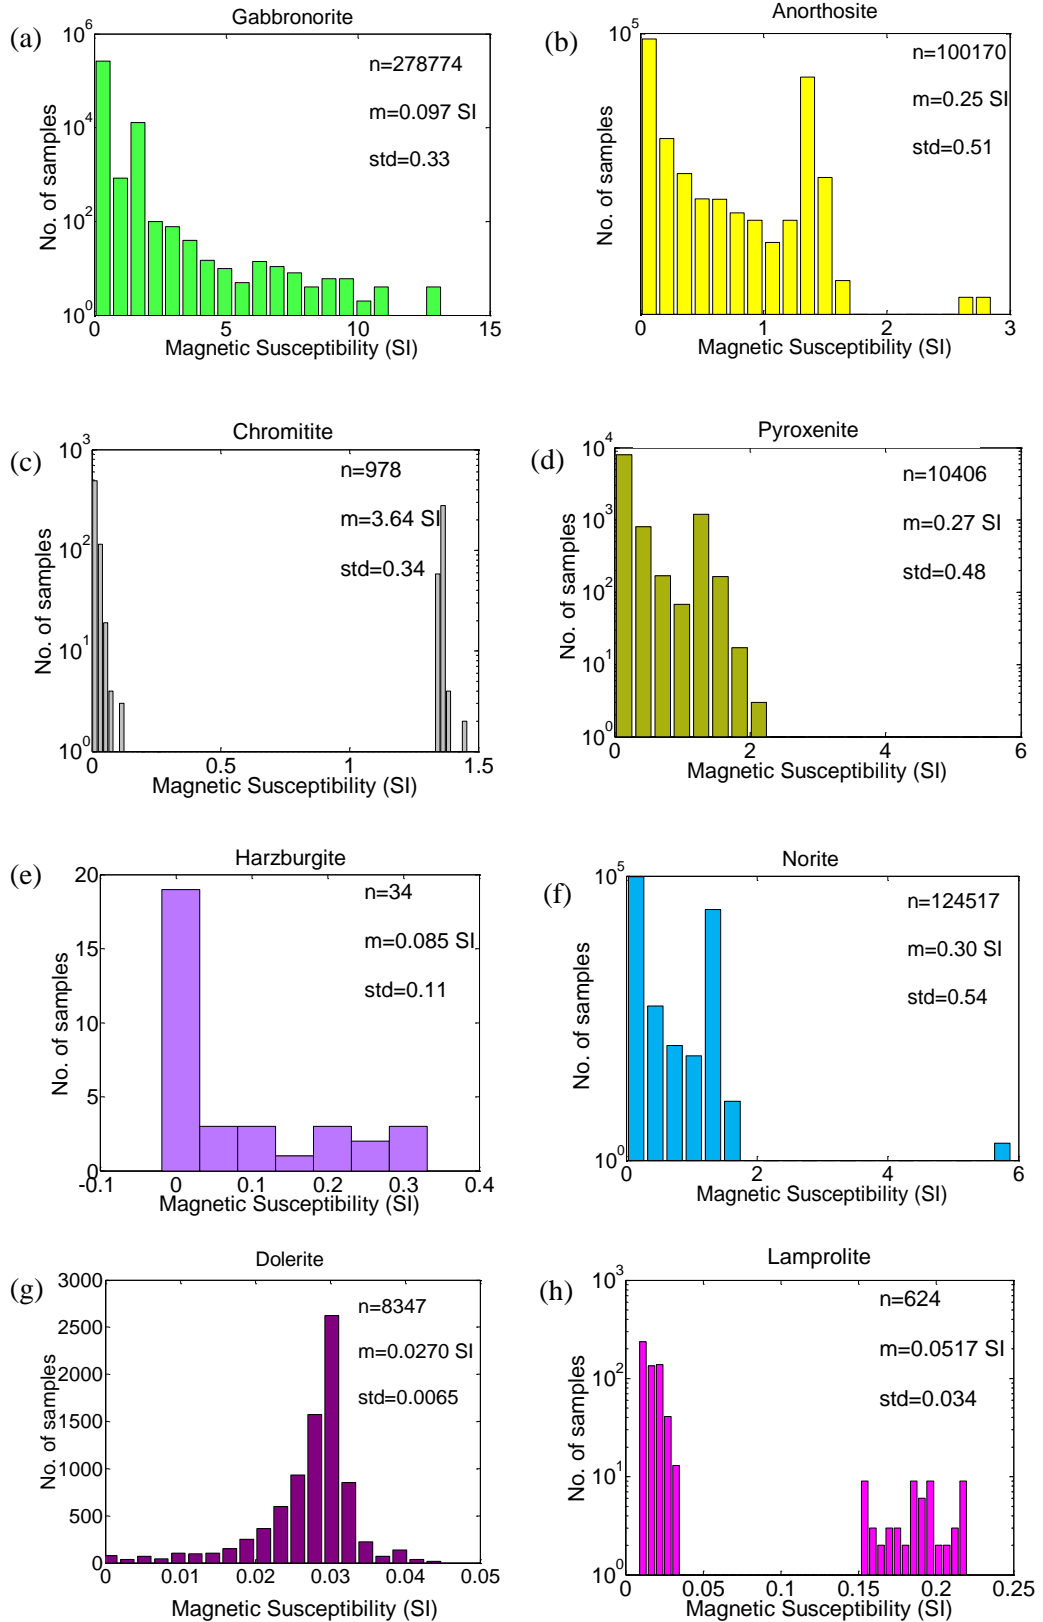 (a)
Gabbronorite
10^6
10^4
10^2
10^0
No. of samples
n=278774
m=0.097 SI
std=0.33
0 5 10 15
Magnetic Susceptibility (SI)
(b)
Anorthosite
10^5
10^0
No. of samples
n=100170
m=0.25 SI
std=0.51
0 1 2 3
Magnetic Susceptibility (SI)
(c)
Chromitite
10^3
10^2
10^1
10^0
No. of samples
n=978
m=3.64 SI
std=0.34
0 0.5 1 1.5
Magnetic Susceptibility (SI)
(d)
Pyroxenite
10^4
10^3
10^2
10^1
10^0
No. of samples
n=10406
m=0.27 SI
std=0.48
0 2 4 6
Magnetic Susceptibility (SI)
(e)
Harzburgite
20
15
10
5
0
No. of samples
n=34
m=0.085 SI
std=0.11
-0.1 0 0.1 0.2 0.3 0.4
Magnetic Susceptibility (SI)
(f)
Norite
10^5
10^0
No. of samples
n=124517
m=0.30 SI
std=0.54
0 2 4 6
Magnetic Susceptibility (SI)
(g)
Dolerite
3000
2500
2000
1500
1000
500
0
No. of samples
n=8347
m=0.0270 SI
std=0.0065
0 0.01 0.02 0.03 0.04 0.05
Magnetic Susceptibility (SI)
(h)
Lamprolite
10^3
10^2
10^1
10^0
No. of samples
n=624
m=0.0517 SI
std=0.034
0 0.05 0.1 0.15 0.2 0.25
Magnetic Susceptibility (SI)